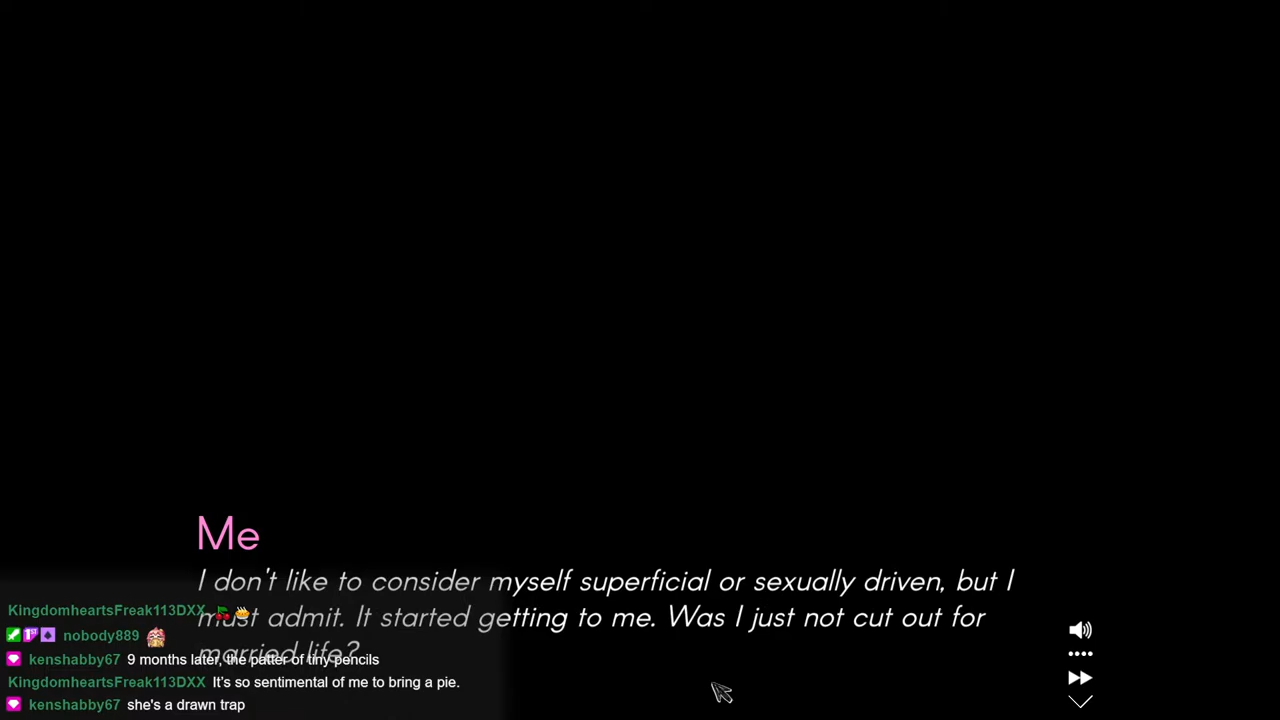 Me
I don't like to consider myself superficial or sexually driven, but I
must admit. It started getting to me. Was I just not cut out for
married life?
KingdomheartsFreak113DXX
nobody889
kenshabby67 9 months later, the patter of tiny pencils
KingdomheartsFreak113DXX It's so sentimental of me to bring a pie.
kenshabby67 she's a drawn trap